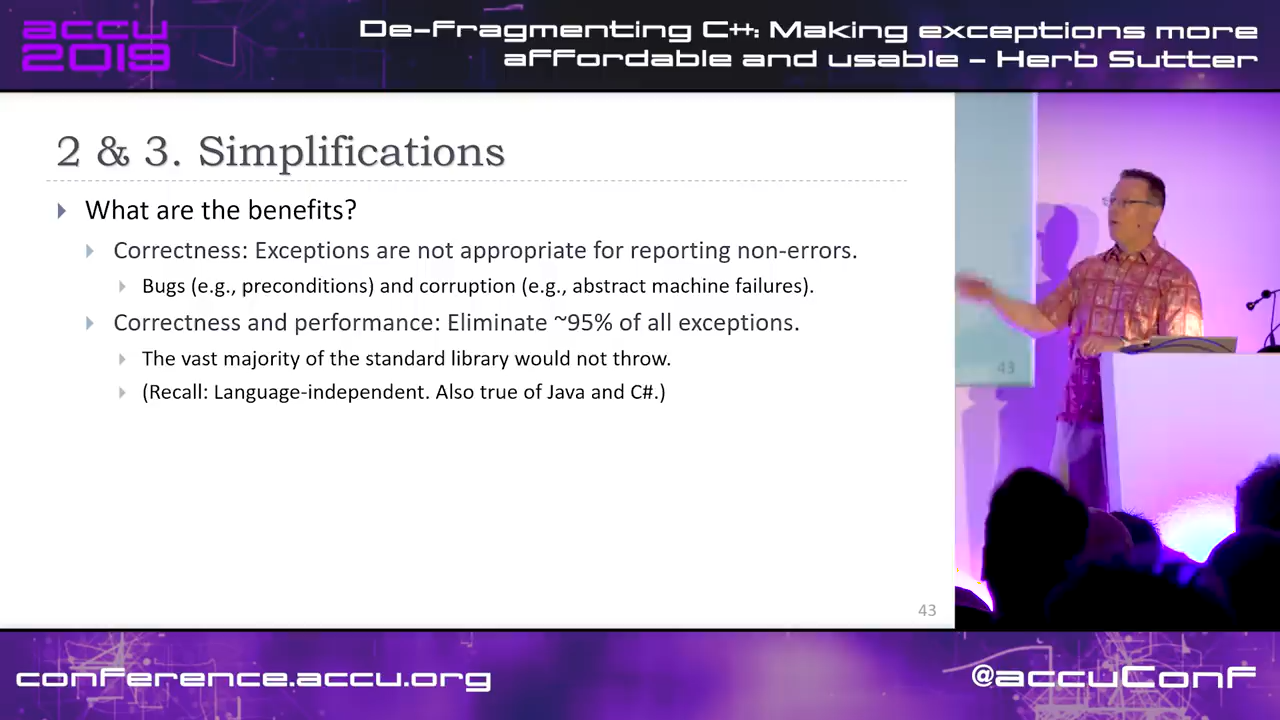 accu
2019
De-Fragmenting C++: Making exceptions more
affordable and usable - Herb Sutter
2 & 3. Simplifications
What are the benefits?
Correctness: Exceptions are not appropriate for reporting non-errors.
Bugs (e.g., preconditions) and corruption (e.g., abstract machine failures).
Correctness and performance: Eliminate ~95% of all exceptions.
The vast majority of the standard library would not throw.
(Recall: Language-independent. Also true of Java and C#.)
43
43
conference.accu.org
@accuConf